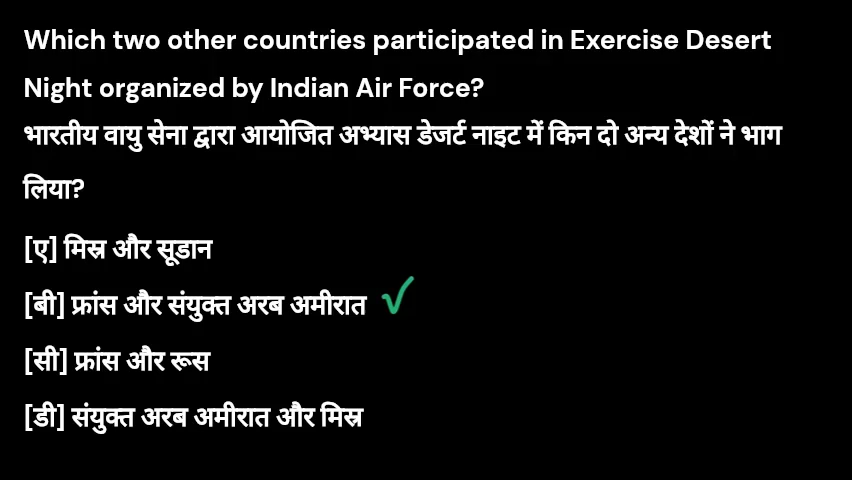 Which two other countries participated in Exercise Desert
Night organized by Indian Air Force?
भारतीय वायु सेना द्वारा आयोजित अभ्यास डेजर्ट नाइट में किन दो अन्य देशों ने भाग
लिया?
[ए] मिस्र और सूडान
[बी] फ्रांस और संयुक्त अरब अमीरात
[सी] फ्रांस और रूस
[डी] संयुक्त अरब अमीरात और मिस्र